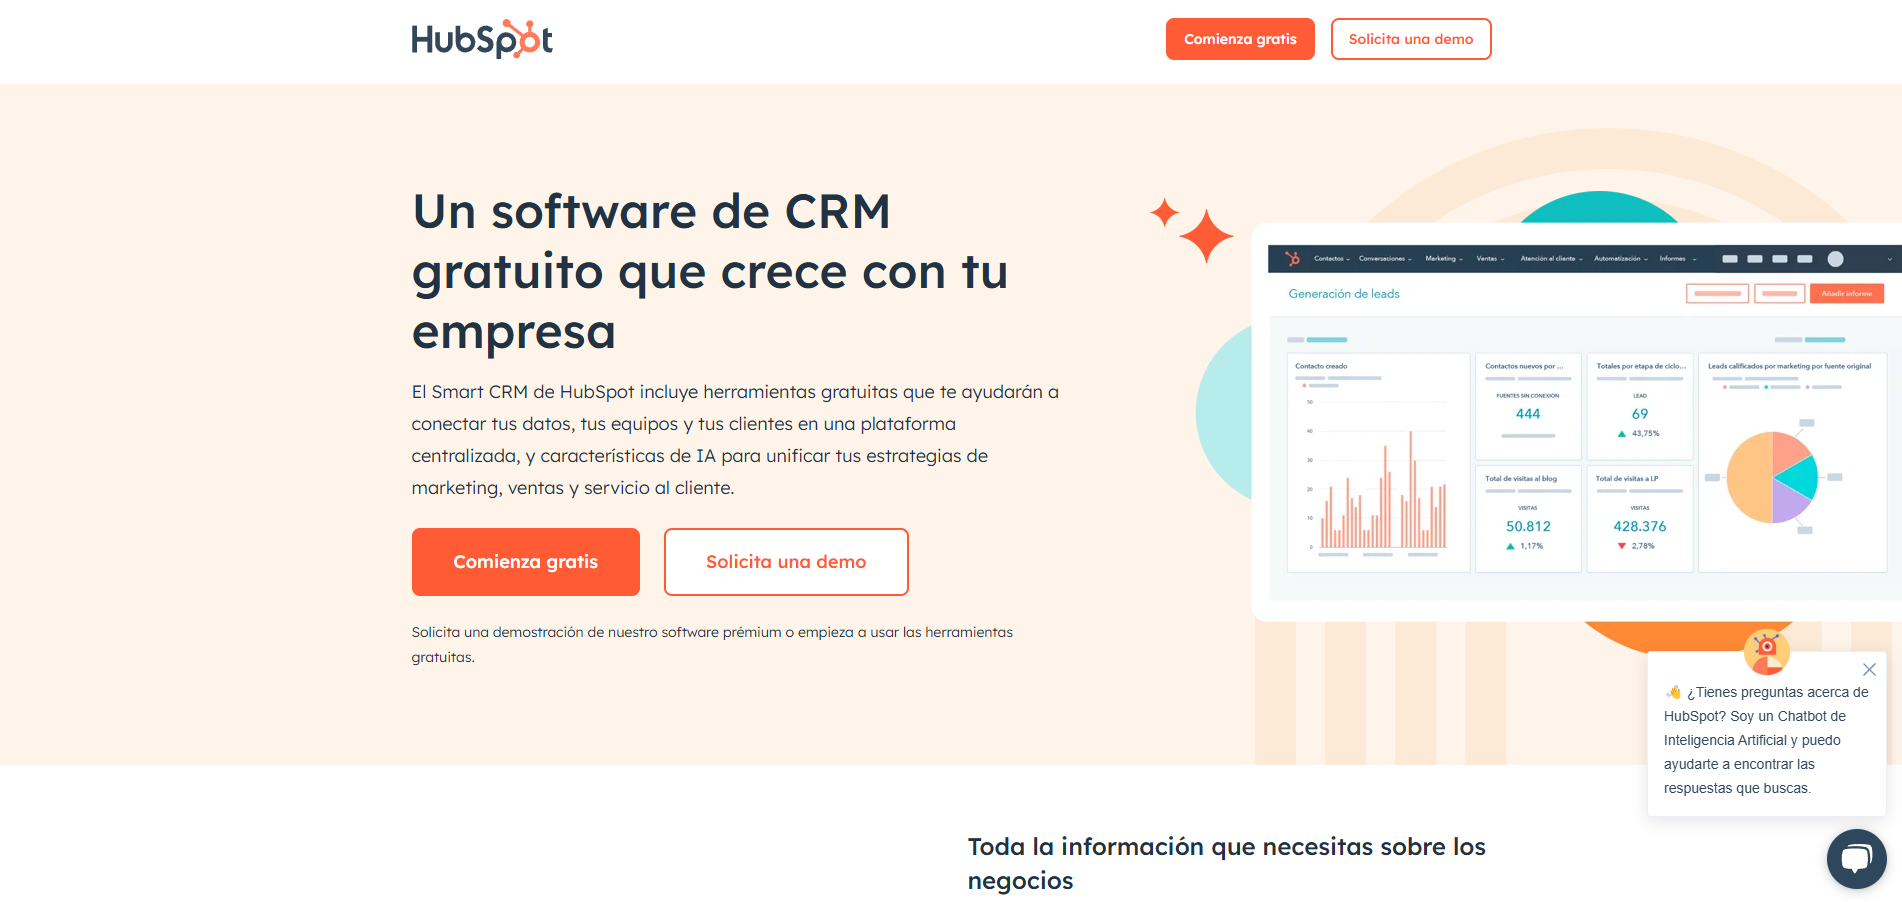 HubSpot
Comienza gratis
Solicita una demo
Un software de CRM
gratuito que crece con tu
empresa
El Smart CRM de HubSpot incluye herramientas gratuitas que te ayudarán a
conectar tus datos, tus equipos y tus clientes en una plataforma
centralizada, y características de IA para unificar tus estrategias de
marketing, ventas y servicio al cliente.
Comienza gratis
Solicita una demo
Solicita una demostración de nuestro software prémium o empieza a usar las herramientas
gratuitas.
Contactos Conversaciones Marketing Ventas Atención al cliente Automatización Informes
Generación de leads
Añadir informe
Contacto creado
50
40
30
20
10
0
Contactos nuevos por ...
FUENTES SIN CONEXIÓN
444
Totales por etapa de ciclo...
LEAD
69
43,75%
Total de visitas al blog
VISITAS
50.812
1,17%
Total de visitas a LP
VISITAS
428.376
2,78%
Leads calificados por marketing por fuente original
👋 ¿Tienes preguntas acerca de
HubSpot? Soy un Chatbot de
Inteligencia Artificial y puedo
ayudarte a encontrar las
respuestas que buscas.
Toda la información que necesitas sobre los
negocios